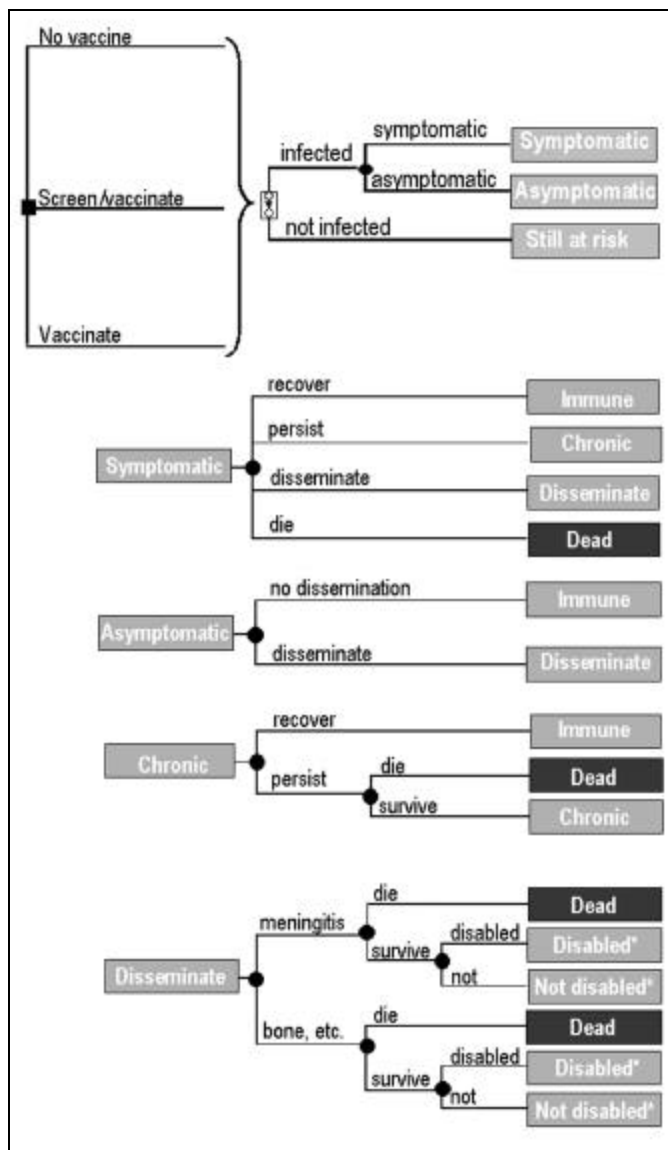 No vaccine
symptomatic
Symptomatic
infected
asymptomatic
Asymptomatic
Screen/vaccinate
not infected
Still at risk
Vaccinate
recover
Immune
persist
Chronic
Symptomatic
disseminate
Disseminate
die
Dead
no dissemination
Immune
Asymptomatic
disseminate
Disseminate
recover
Immune
Chronic
die
Dead
persist
survive
Chronic
die
Dead
meningitis
disabled
Disabled*
survive
not
Not disabled*
Disseminate
die
Dead
bone, etc.
disabled
Disabled*
survive
not
Not disabled*